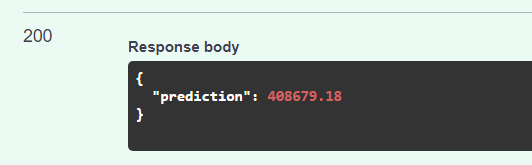 200
Response body
{
"prediction": 408679.18
}